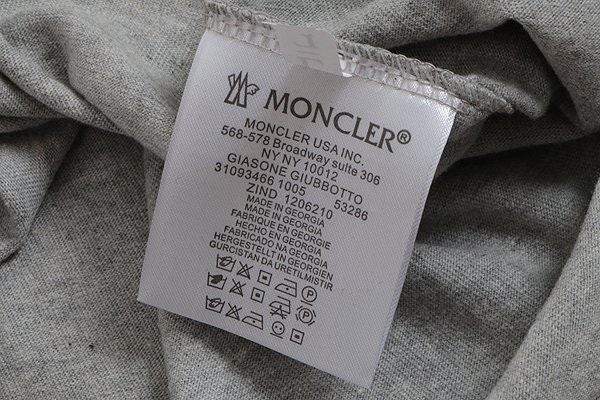 MONCLER®
MONCLER USA INC.
568-578 Broadway suite 306
NY NY 10012
GIASONE GIUBBOTTO
31093466 1005 53286
ZIND 1206210
MADE IN GEORGIA
MADE IN GEORGIA
FABRIQUE EN GEORGIE
HECHO EN GEORGIA
FABRICADO NA GEORGIA
HERGESTELLT IN GEORGIEN
GURCISTAN DA URETILMISTIR
P
P